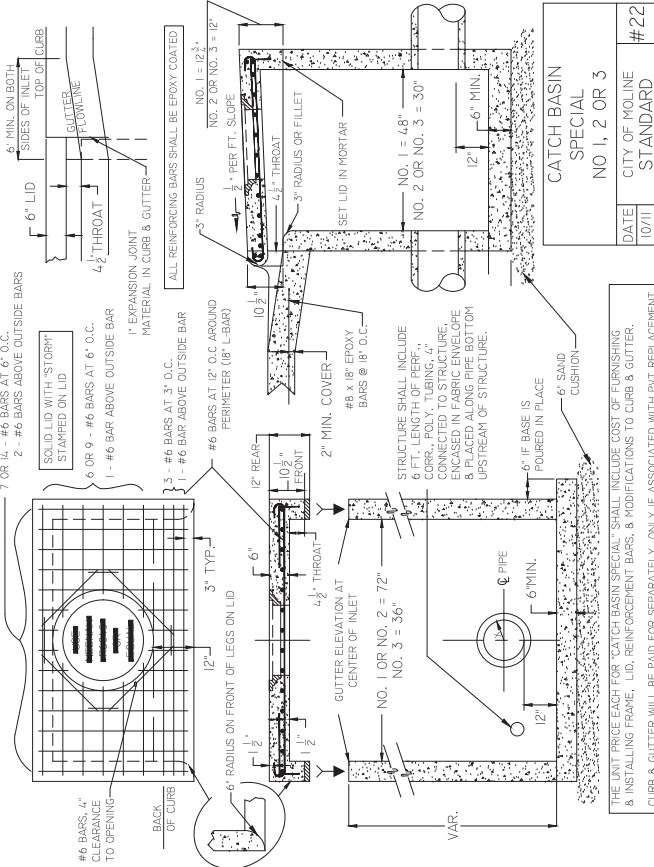 7 OR 14 - #6 BARS AT 6" O.C.
2 - #6 BARS ABOVE OUTSIDE BARS
SOLID LID WITH "STORM"
STAMPED ON LID
6 OR 9 - #6 BARS AT 6" O.C.
1 - #6 BAR ABOVE OUTSIDE BAR
3 - #6 BARS AT 3" O.C.
1 - #6 BAR ABOVE OUTSIDE BAR
#6 BARS AT 12" O.C AROUND
PERIMETER (18" L-BAR)
#6 BARS, 4"
CLEARANCE
TO OPENING
BACK
OF CURB
12"
3" TYP.
6" RADIUS ON FRONT OF LEGS ON LID
6' MIN. ON BOTH
SIDES OF INLET
TOP OF CURB
GUTTER
FLOWLINE
6" LID
4 1/2" THROAT
1" EXPANSION JOINT
MATERIAL IN CURB & GUTTER
ALL REINFORCING BARS SHALL BE EPOXY COATED
NO. 1 = 12 3/4"
NO. 2 OR NO. 3 = 12"
1/2" PER FT. SLOPE
3" RADIUS
4 1/2" THROAT
3" RADIUS OR FILLET
SET LID IN MORTAR
10 1/2"
2" MIN. COVER
#8 X 18" EPOXY
BARS @ 18" O.C.
NO. 1 = 48"
NO. 2 OR NO. 3 = 30"
12"
6" MIN.
12" REAR
10 1/2"
FRONT
6"
4 1/2" THROAT
1 1/2"
1 1/2"
GUTTER ELEVATION AT
CENTER OF INLET
NO. 1 OR NO. 2 = 72"
NO. 3 = 36"
STRUCTURE SHALL INCLUDE
6 FT. LENGTH OF PERF.,
CORR., POLY. TUBING, 4"
CONNECTED TO STRUCTURE,
ENCASED IN FABRIC ENVELOPE
& PLACED ALONG PIPE BOTTOM
UPSTREAM OF STRUCTURE.
VAR.
12"
℄ PIPE
6"MIN.
6" IF BASE IS
POURED IN PLACE
6" SAND
CUSHION
THE UNIT PRICE EACH FOR "CATCH BASIN SPECIAL" SHALL INCLUDE COST OF FURNISHING
& INSTALLING FRAME, LID, REINFORCEMENT BARS, & MODIFICATIONS TO CURB & GUTTER.
CURB & GUTTER WILL BE PAID FOR SEPARATELY, ONLY IF ASSOCIATED WITH PVT REPLACEMENT
CATCH BASIN
SPECIAL
NO 1, 2 OR 3
DATE
10/11
CITY OF MOLINE
STANDARD
#22